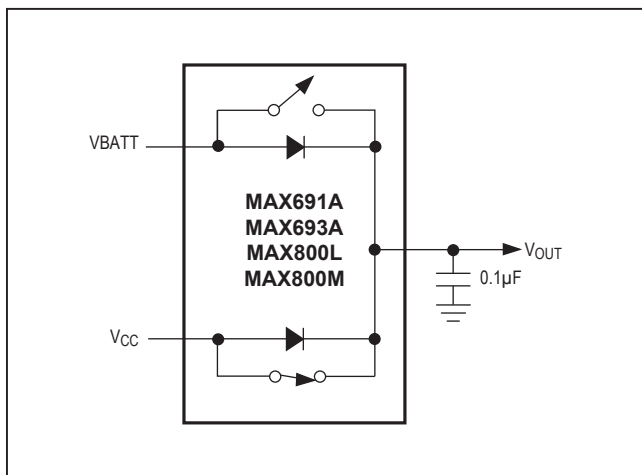 VBATT
MAX691A
MAX693A
MAX800L
MAX800M
VOUT
0.1µF
VCC